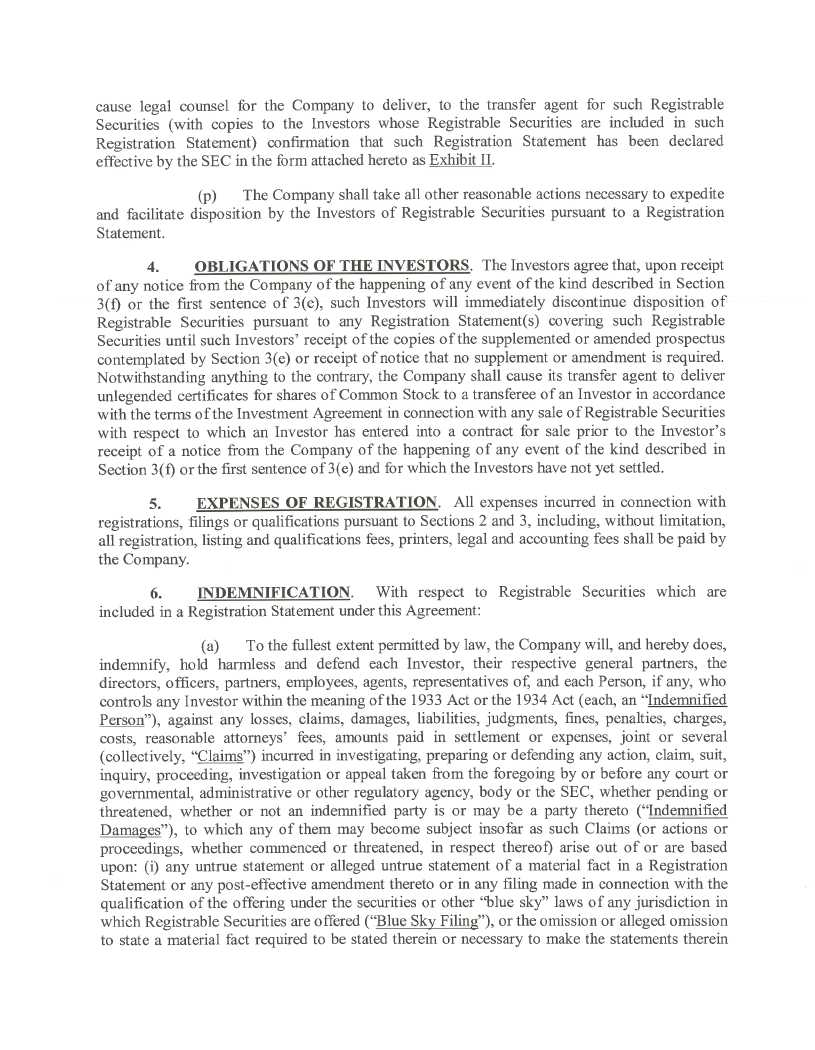 cause legal counsel for the Company to deliver, to the transfer agent for such Registrable
Securities (with copies to the Investors whose Registrable Securities are included in such
Registration Statement) confirmation that such Registration Statement has been declared
effective by the SEC in the form attached hereto as Exhibit II.
(p) The Company shall take all other reasonable actions necessary to expedite
and facilitate disposition by the Investors of Registrable Securities pursuant to a Registration
Statement.
4. OBLIGATIONS OF THE INVESTORS. The Investors agree that, upon receipt
of any notice from the Company of the happening of any event of the kind described in Section
3(f) or the first sentence of 3(e), such Investors will immediately discontinue disposition of
Registrable Securities pursuant to any Registration Statement(s) covering such Registrable
Securities until such Investors' receipt of the copies of the supplemented or amended prospectus
contemplated by Section 3(e) or receipt of notice that no supplement or amendment is required.
Notwithstanding anything to the contrary, the Company shall cause its transfer agent to deliver
unlegended certificates for shares of Common Stock to a transferee of an Investor in accordance
with the terms of the Investment Agreement in connection with any sale of Registrable Securities
with respect to which an Investor has entered into a contract for sale prior to the Investor's
receipt of a notice from the Company of the happening of any event of the kind described in
Section 3(f) or the first sentence of 3(e) and for which the Investors have not yet settled.
5. EXPENSES OF REGISTRATION. All expenses incurred in connection with
registrations, filings or qualifications pursuant to Sections 2 and 3, including, without limitation,
all registration, listing and qualifications fees, printers, legal and accounting fees shall be paid by
the Company.
6. INDEMNIFICATION. With respect to Registrable Securities which are
included in a Registration Statement under this Agreement:
(a) To the fullest extent permitted by law, the Company will, and hereby does,
indemnify, hold harmless and defend each Investor, their respective general partners, the
directors, officers, partners, employees, agents, representatives of, and each Person, if any, who
controls any Investor within the meaning of the 1933 Act or the 1934 Act (each, an "Indemnified
Person"), against any losses, claims, damages, liabilities, judgments, fines, penalties, charges,
costs, reasonable attorneys' fees, amounts paid in settlement or expenses, joint or several
(collectively, "Claims") incurred in investigating, preparing or defending any action, claim, suit,
inquiry, proceeding, investigation or appeal taken from the foregoing by or before any court or
governmental, administrative or other regulatory agency, body or the SEC, whether pending or
threatened, whether or not an indemnified party is or may be a party thereto ("Indemnified
Damages"), to which any of them may become subject insofar as such Claims (or actions or
proceedings, whether commenced or threatened, in respect thereof) arise out of or are based
upon: (i) any untrue statement or alleged untrue statement of a material fact in a Registration
Statement or any post-effective amendment thereto or in any filing made in connection with the
qualification of the offering under the securities or other "blue sky" laws of any jurisdiction in
which Registrable Securities are offered ("Blue Sky Filing"), or the omission or alleged omission
to state a material fact required to be stated therein or necessary to make the statements therein